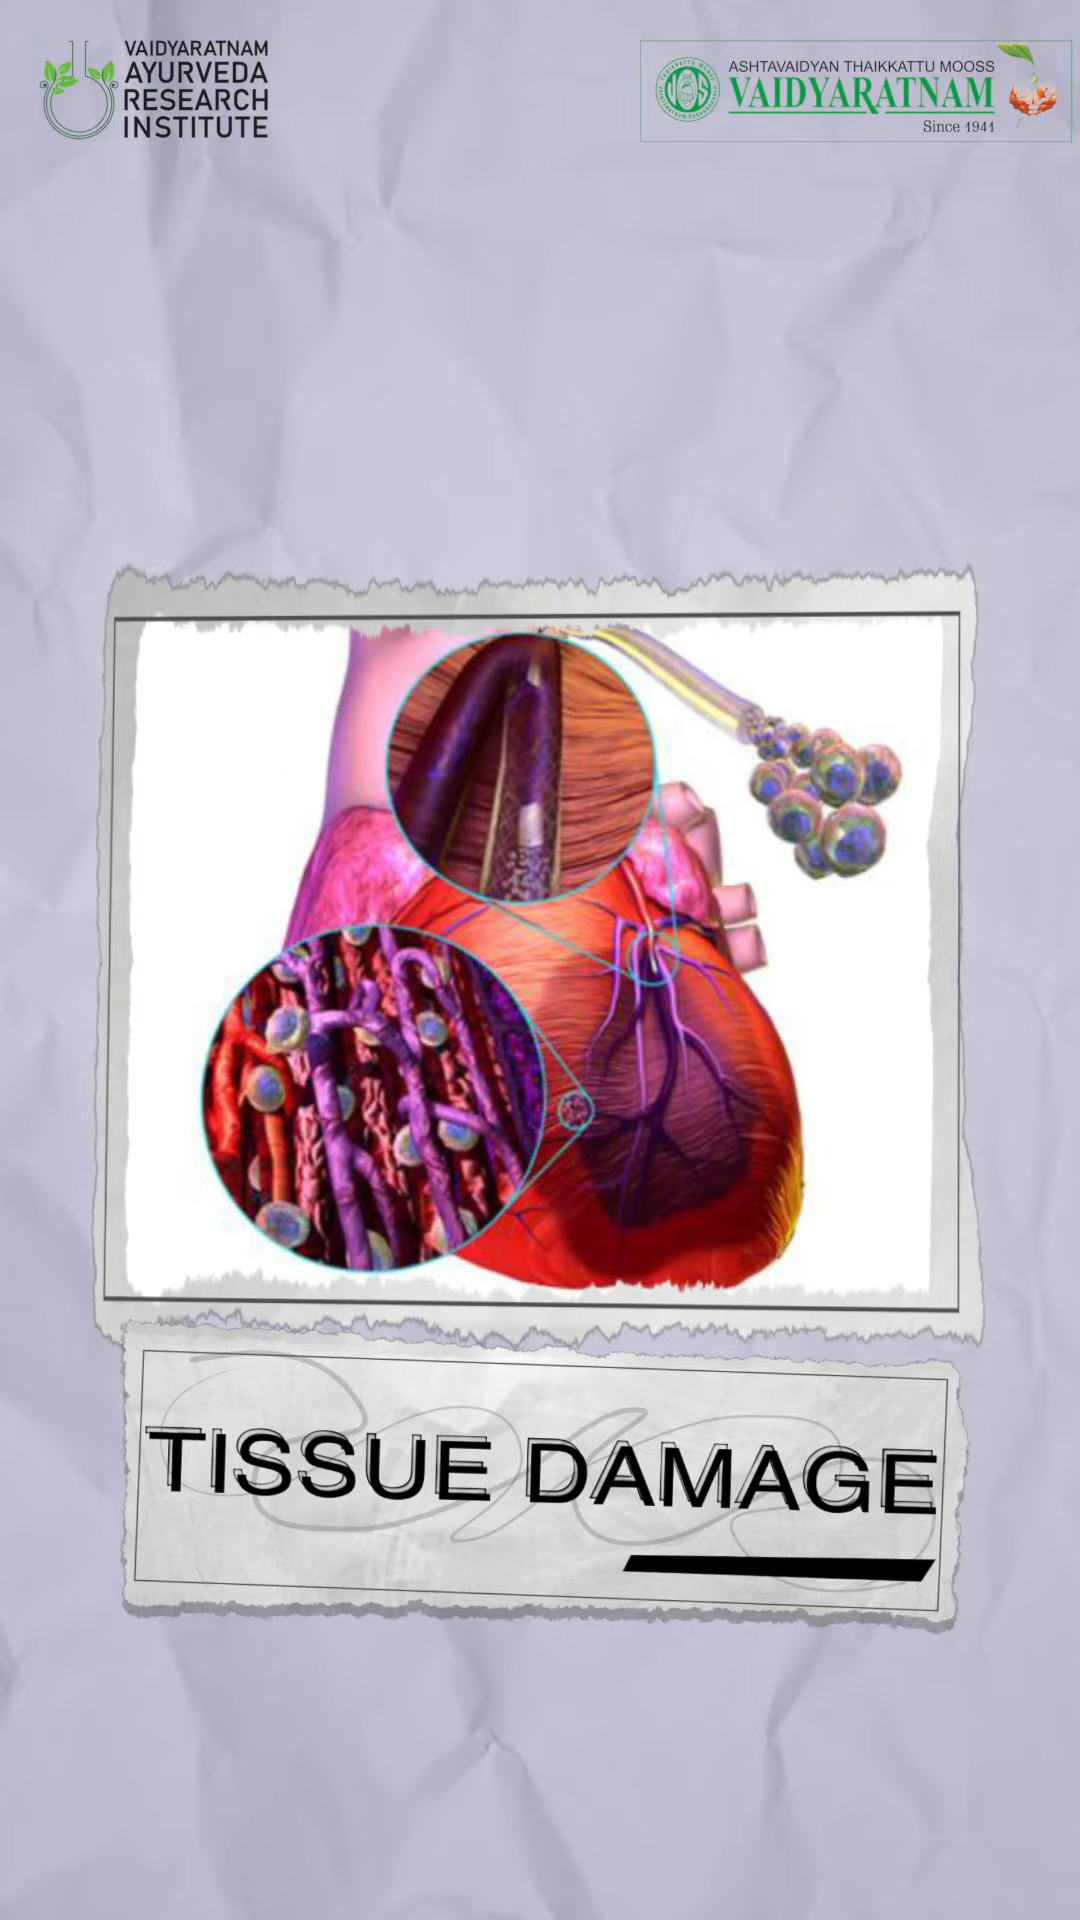 VAIDYARATNAM
AYURVEDA
RESEARCH
INSTITUTE
ASHTAVAIDYAN THAIKKATTU MOOSS
VAIDYARATNAM
Since 1941
TISSUE DAMAGE